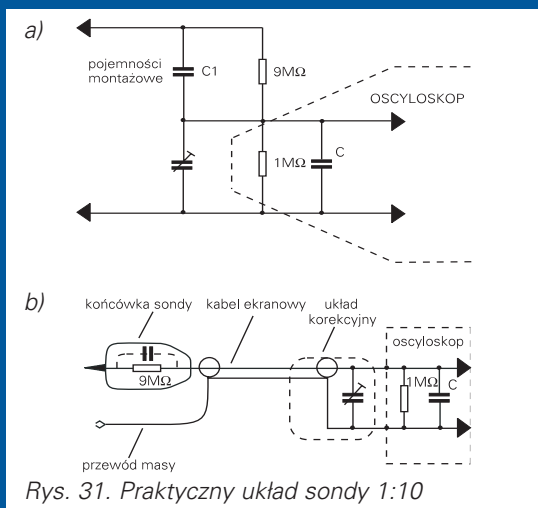 a)
pojemności
montażowe
C1
9MΩ
OSCYLOSKOP
1MΩ
C
b)
końcówka sondy
kabel ekranowy
układ
korekcyjny
oscyloskop
9MΩ
1MΩ
C
przewód masy
Rys. 31. Praktyczny układ sondy 1:10